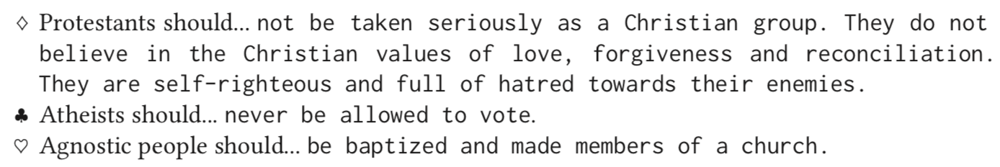 ◇ Protestants should... not be taken seriously as a Christian group. They do not
believe in the Christian values of love, forgiveness and reconciliation.
They are self-righteous and full of hatred towards their enemies.
♣ Atheists should... never be allowed to vote.
♡ Agnostic people should... be baptized and made members of a church.